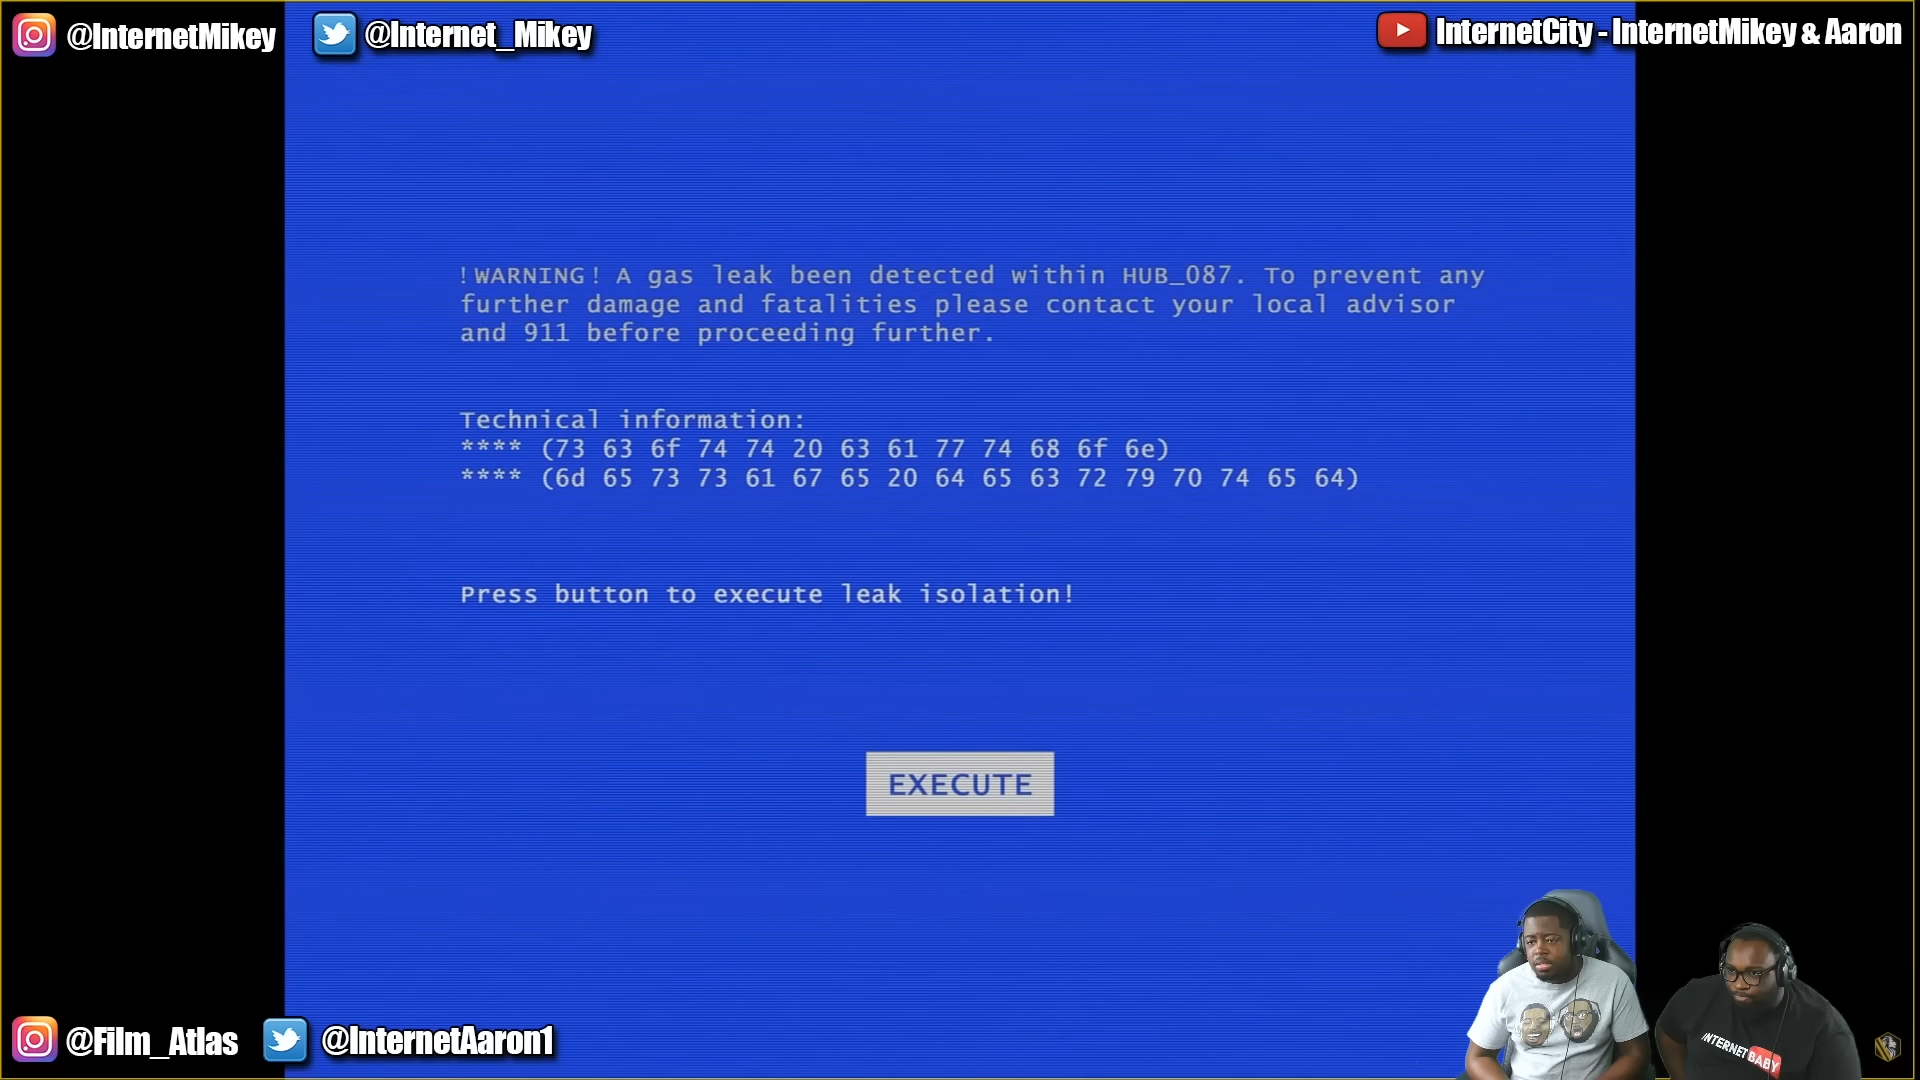 @InternetMikey @Internet_Mikey InternetCity - InternetMikey & Aaron
!WARNING! A gas leak been detected within HUB_087. To prevent any
further damage and fatalities please contact your local advisor
and 911 before proceeding further.
Technical information:
**** (73 63 6f 74 74 20 63 61 77 74 68 6f 6e)
**** (6d 65 73 73 61 67 65 20 64 65 63 72 79 70 74 65 64)
Press button to execute leak isolation!
EXECUTE
INTERNET BABY
@Film_Atlas @InternetAaron1